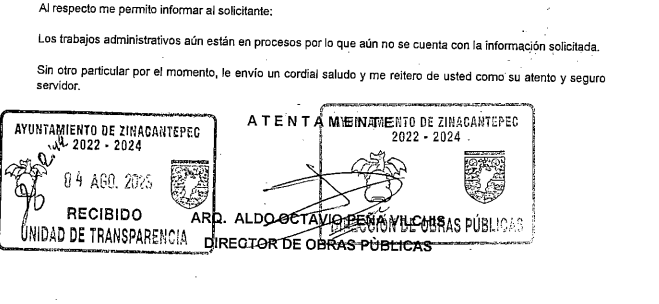 Al respecto me permito informar al solicitante:
Los trabajos administrativos aún están en procesos por lo que aún no se cuenta con la información solicitada.
Sin otro particular por el momento, le envío un cordial saludo y me reitero de usted como su atento y seguro
servidor.
A T E N T A M E N T E
AYUNTAMIENTO DE ZINACANTEPEC
2022 - 2024
04 AGO. 2023
RECIBIDO
UNIDAD DE TRANSPARENCIA
AYUNTAMIENTO DE ZINACANTEPEC
2022 - 2024
DIRECCIÓN DE OBRAS PÚBLICAS
ARQ. ALDO OCTAVIO PEÑA VILCHIS
DIRECTOR DE OBRAS PÚBLICAS